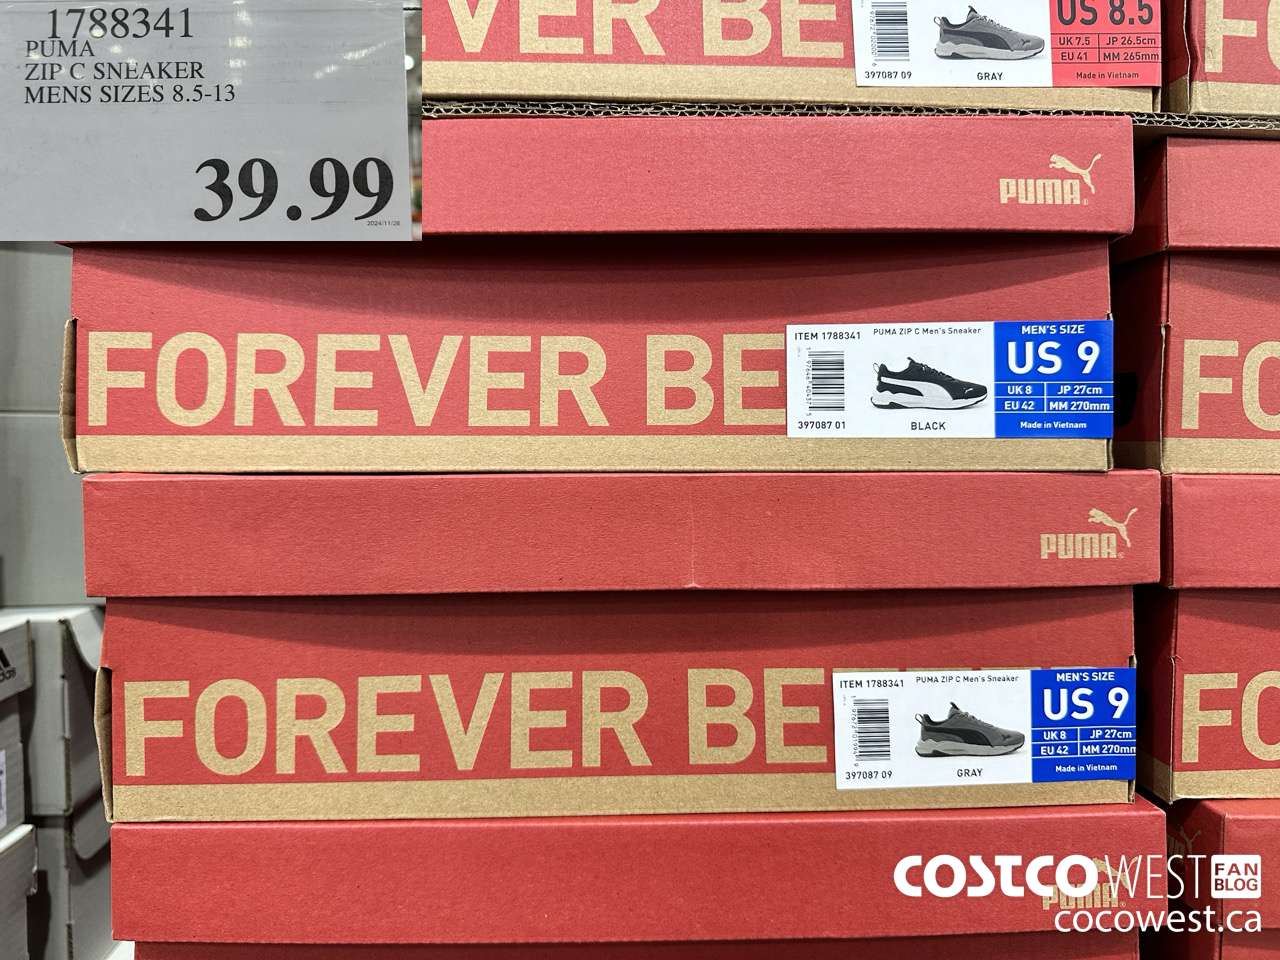 1788341
PUMA
ZIP C SNEAKER
MENS SIZES 8.5-13
39.99
2024/11/28
EVER BE
397087 09
GRAY
US 8.5
UK 7.5 JP 26.5cm
EU 41 MM 265mm
Made in Vietnam
PUMA
FOREVER BE
ITEM 1788341 PUMA ZIP C Men's Sneaker
397087 01
BLACK
MEN'S SIZE
US 9
UK 8 JP 27cm
EU 42 MM 270mm
Made in Vietnam
FO
PUMA
FOREVER BE
ITEM 1788341 PUMA ZIP C Men's Sneaker
397087 09
GRAY
MEN'S SIZE
US 9
UK 8 JP 27cm
EU 42 MM 270mm
Made in Vietnam
FO
PUMA
COSTCO WEST FAN BLOG
cocowest.ca